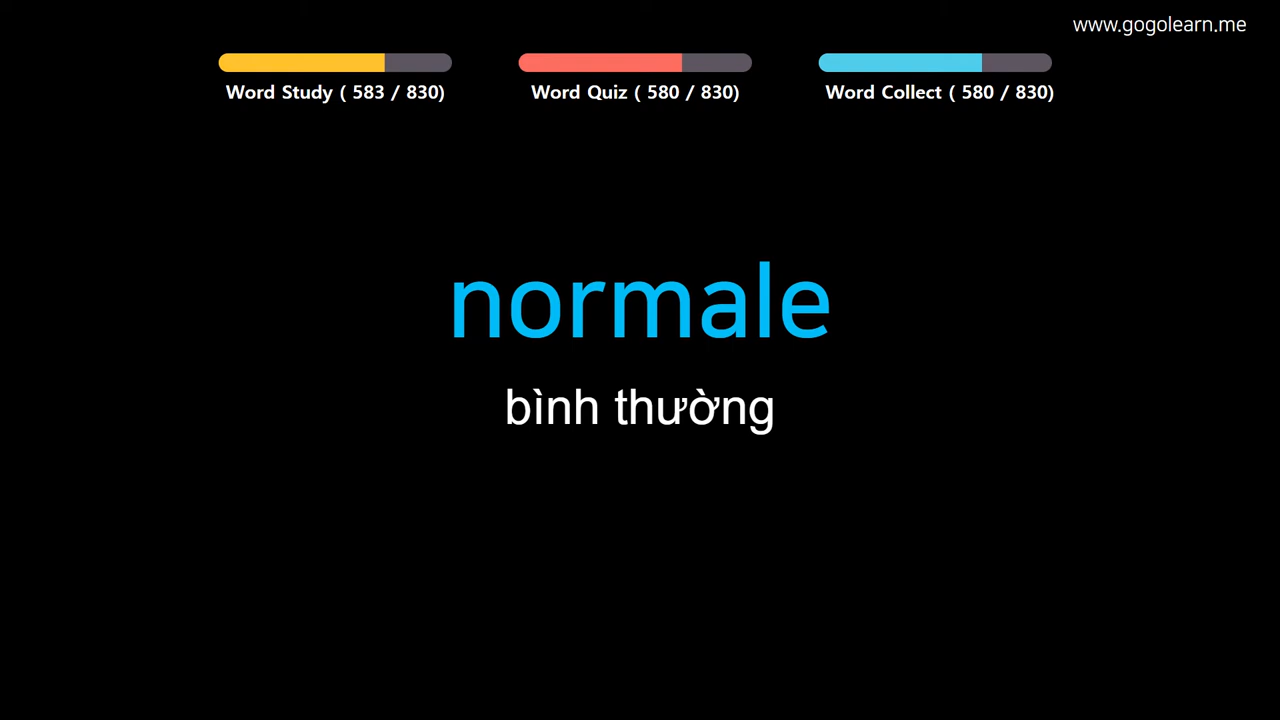 www.gogolearn.me
Word Study ( 583 / 830)
Word Quiz ( 580 / 830)
Word Collect ( 580 / 830)
normale
bình thường